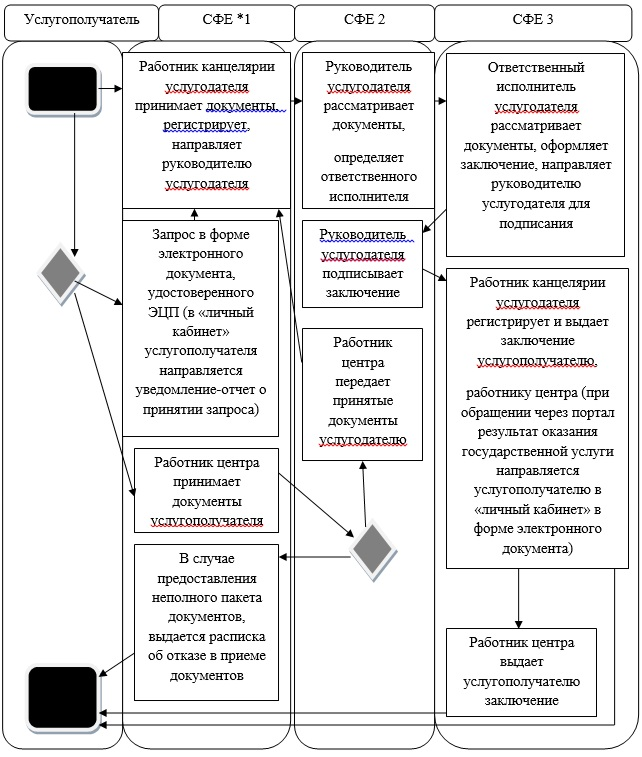 Услугополучатель
СФЕ *1
СФЕ 2
СФЕ 3
Работник канцелярии
услугодателя
принимает документы,
регистрирует,
направляет
руководителю
услугодателя
Руководитель
услугодателя
рассматривает
документы,
определяет
ответственного
исполнителя
Ответственный
исполнитель
услугодателя
рассматривает
документы, оформляет
заключение, направляет
руководителю
услугодателя для
подписания
Запрос в форме
электронного
документа,
удостоверенного
ЭЦП (в «личный
кабинет»
услугополучателя
направляется
уведомление-отчет о
принятии запроса)
Руководитель
услугодателя
подписывает
заключение
Работник канцелярии
услугодателя
регистрирует и выдает
заключение
услугополучателю,
работнику центра (при
обращении через портал
результат оказания
государственной услуги
направляется
услугополучателю в
«личный кабинет» в
форме электронного
документа)
Работник
центра
передает
принятые
документы
услугодателю
Работник центра
принимает
документы
услугополучателя
В случае
предоставления
неполного пакета
документов,
выдается расписка
об отказе в приеме
документов
Работник центра
выдает
услугополучателю
заключение